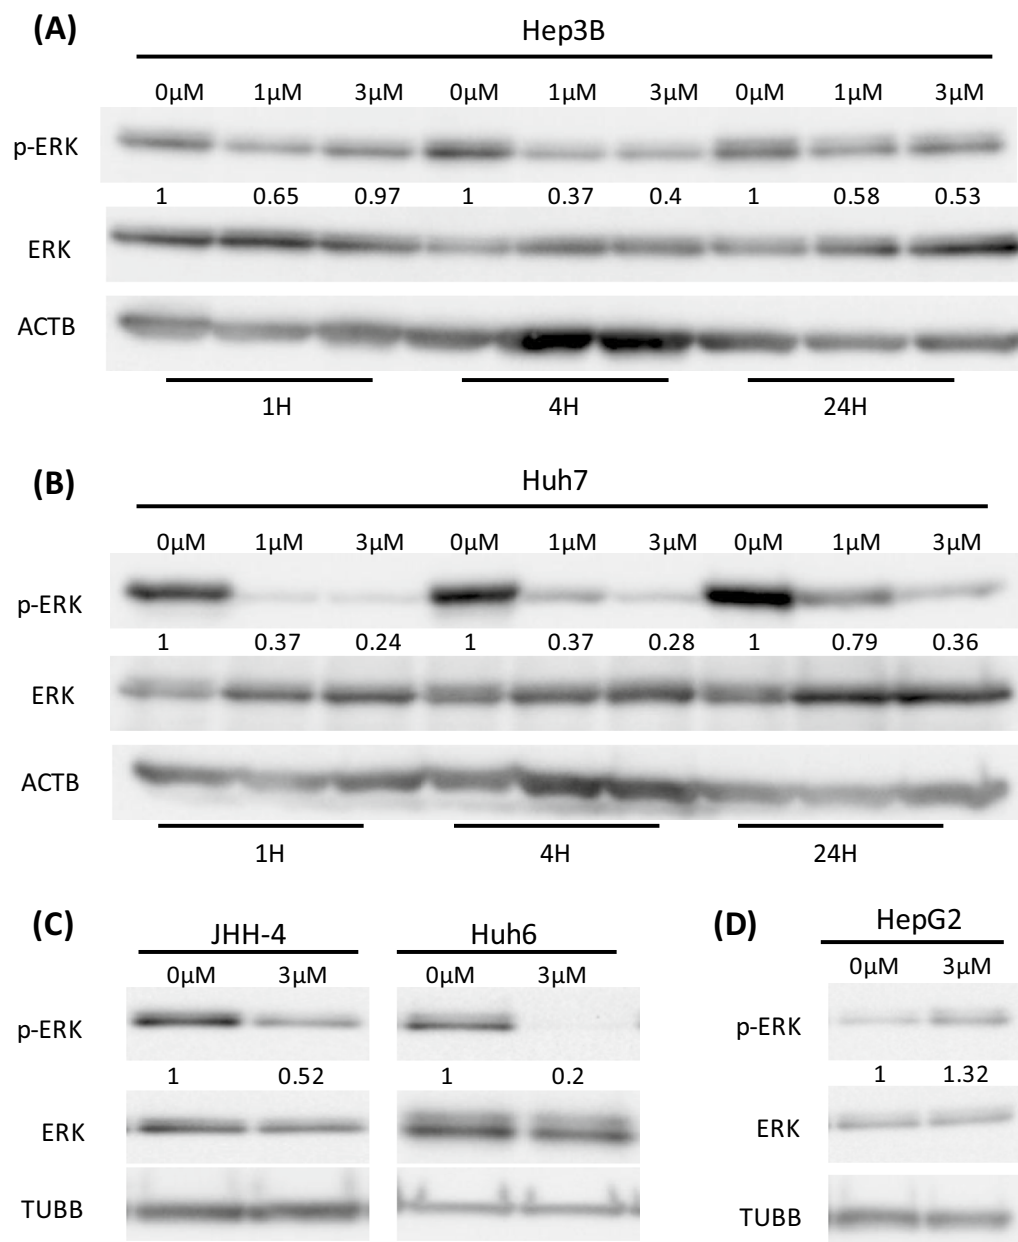 (A)
Hep3B
0µM 1µM 3µM 0µM 1µM 3µM 0µM 1µM 3µM
p-ERK
1 0.65 0.97 1 0.37 0.4 1 0.58 0.53
ERK
ACTB
1H 4H 24H
(B)
Huh7
0µM 1µM 3µM 0µM 1µM 3µM 0µM 1µM 3µM
p-ERK
1 0.37 0.24 1 0.37 0.28 1 0.79 0.36
ERK
ACTB
1H 4H 24H
(C)
JHH-4 Huh6
0µM 3µM 0µM 3µM
p-ERK
1 0.52 1 0.2
ERK
TUBB
(D)
HepG2
0µM 3µM
p-ERK
1 1.32
ERK
TUBB